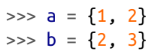 >>> a = {1, 2}
>>> b = {2, 3}